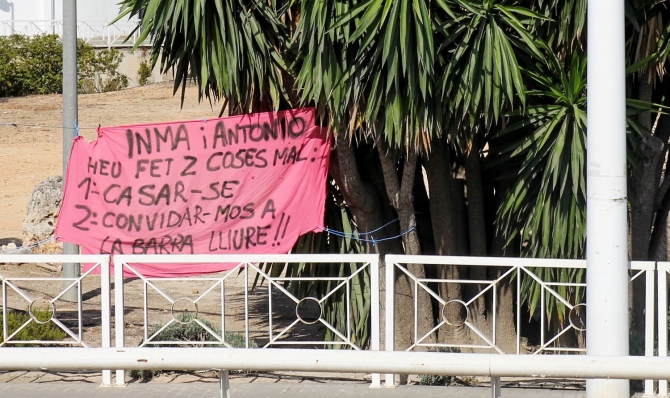 INMA i ANTONIO
HEU FET 2 COSES MAL:
1= CASAR-SE
2= CONVIDAR-MOS A
LA BARRA LLIURE!!